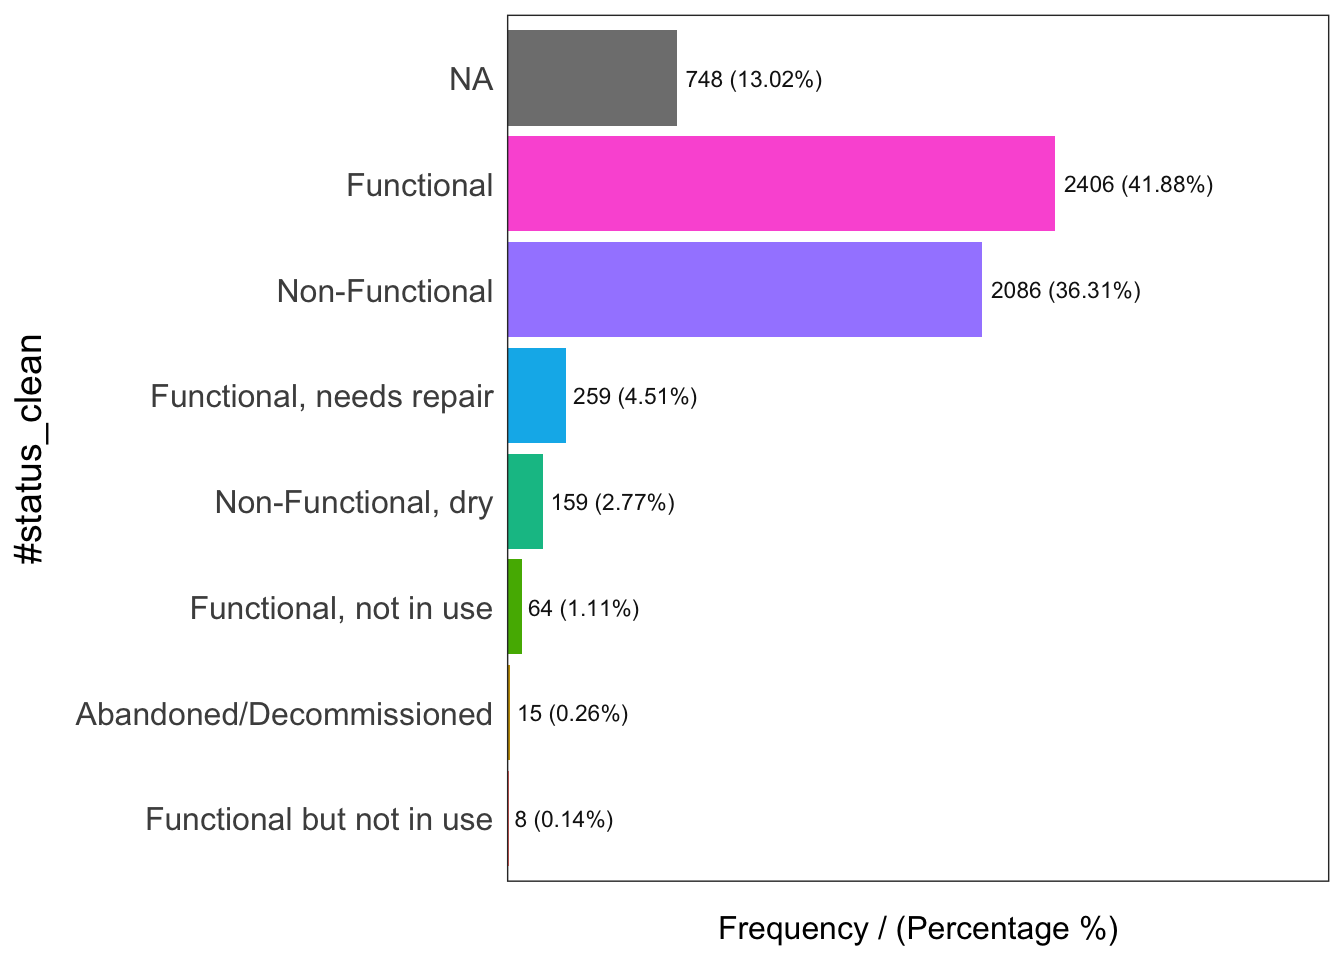 NA
748 (13.02%)
Functional
2406 (41.88%)
Non-Functional
2086 (36.31%)
Functional, needs repair
259 (4.51%)
Non-Functional, dry
159 (2.77%)
Functional, not in use
64 (1.11%)
Abandoned/Decommissioned
15 (0.26%)
Functional but not in use
8 (0.14%)
#status_clean
Frequency / (Percentage %)